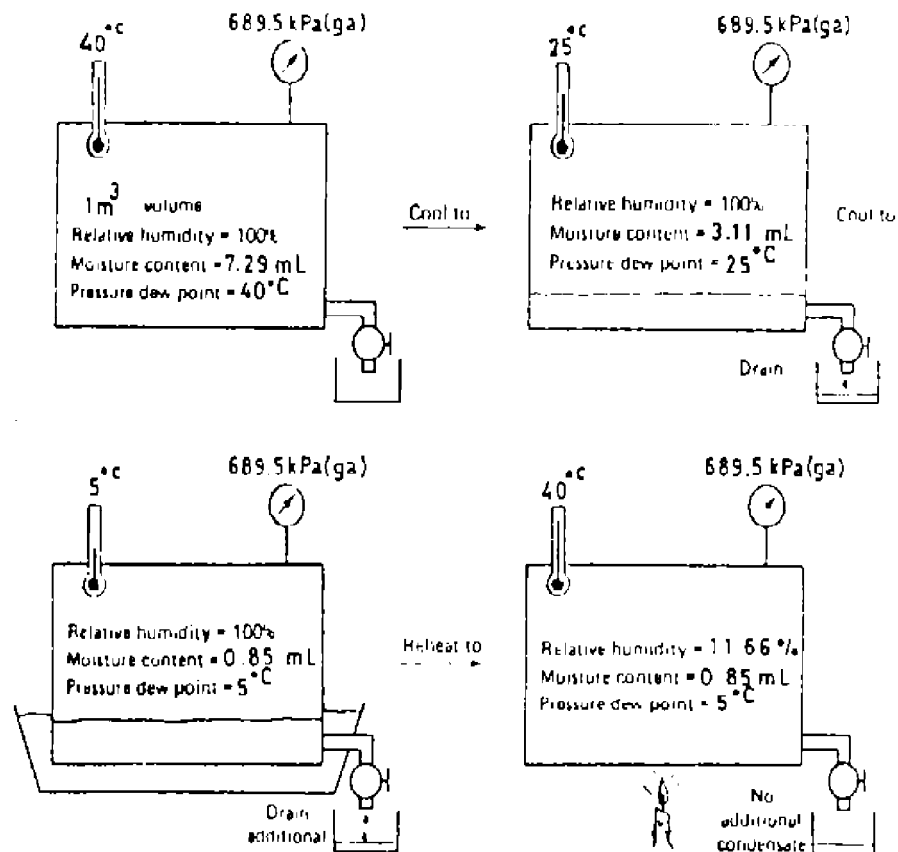 40°C
689.5 kPa(ga)
1m³ volume
Relative humidity = 100%
Moisture content = 7.29 mL
Pressure dew point = 40°C
Cool to
25°C
689.5 kPa(ga)
Relative humidity = 100%
Moisture content = 3.11 mL
Pressure dew point = 25°C
Cool to
Drain
5°C
689.5 kPa(ga)
Relative humidity = 100%
Moisture content = 0.85 mL
Pressure dew point = 5°C
Drain
additional
Reheat to
40°C
689.5 kPa(ga)
Relative humidity = 11.66%
Moisture content = 0.85 mL
Pressure dew point = 5°C
No
additional
condensate